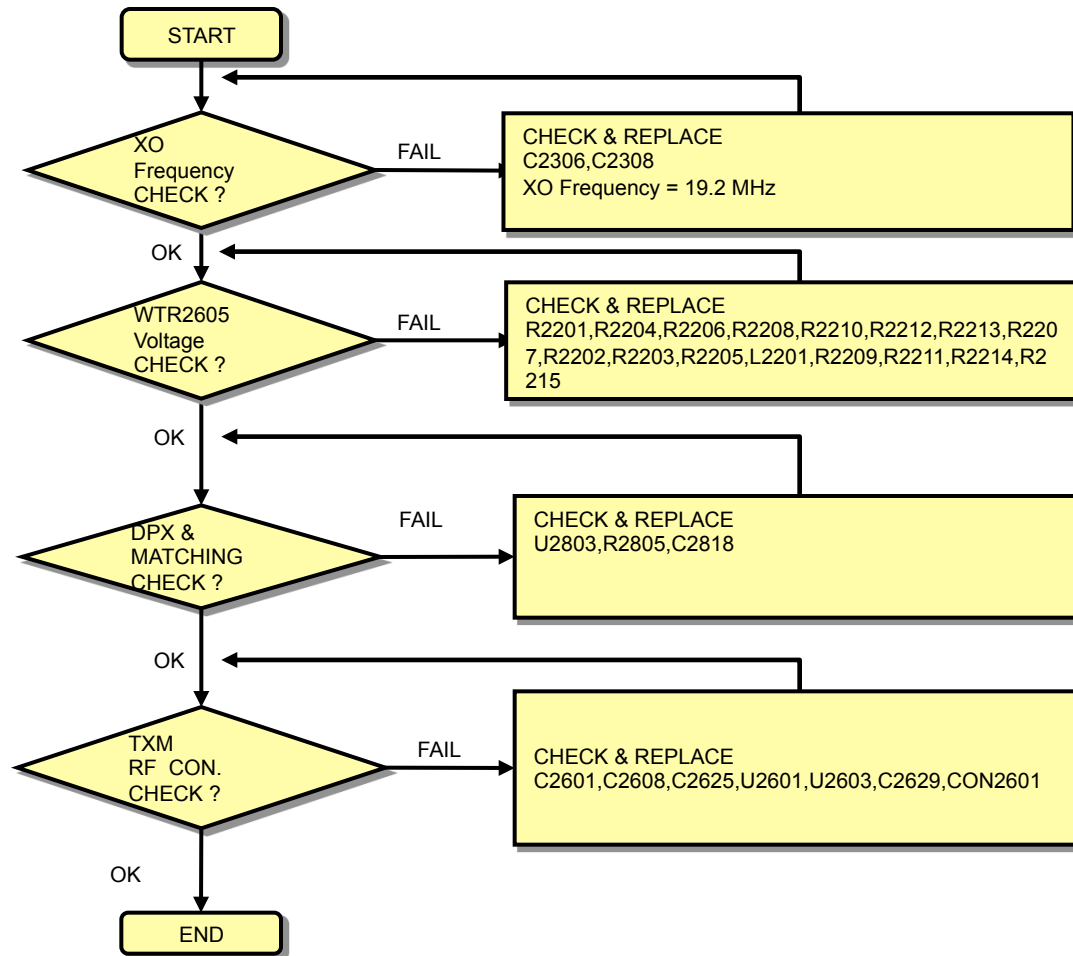 START
XO
Frequency
CHECK ?
FAIL
CHECK & REPLACE
C2306,C2308
XO Frequency = 19.2 MHz
OK
WTR2605
Voltage
CHECK ?
FAIL
CHECK & REPLACE
R2201,R2204,R2206,R2208,R2210,R2212,R2213,R220
7,R2202,R2203,R2205,L2201,R2209,R2211,R2214,R2
215
OK
DPX &
MATCHING
CHECK ?
FAIL
CHECK & REPLACE
U2803,R2805,C2818
OK
TXM
RF CON.
CHECK ?
FAIL
CHECK & REPLACE
C2601,C2608,C2625,U2601,U2603,C2629,CON2601
OK
END